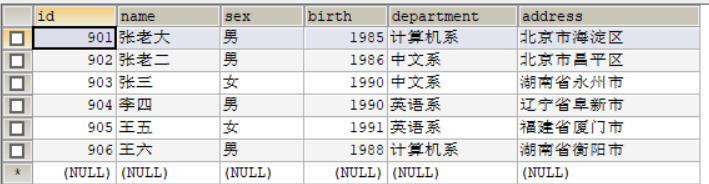 id name sex birth department address
901 张老大 男 1985 计算机系 北京市海淀区
902 张老二 男 1986 中文系 北京市昌平区
903 张三 女 1990 中文系 湖南省永州市
904 李四 男 1990 英语系 辽宁省阜新市
905 王五 女 1991 英语系 福建省厦门市
906 王六 男 1988 计算机系 湖南省衡阳市
* (NULL) (NULL) (NULL) (NULL) (NULL) (NULL)